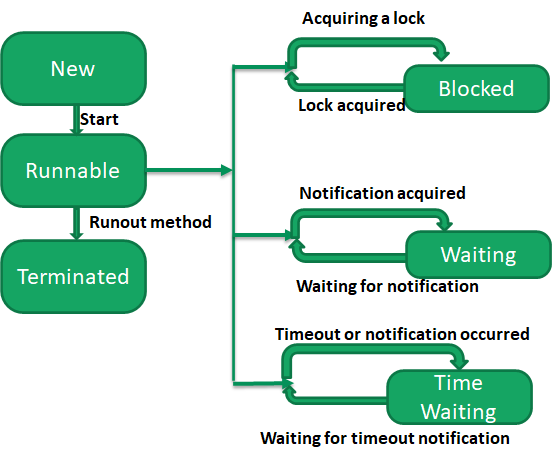 New
Start
Runnable
Runout method
Terminated
Acquiring a lock
Blocked
Lock acquired
Notification acquired
Waiting
Waiting for notification
Timeout or notification occurred
Time
Waiting
Waiting for timeout notification